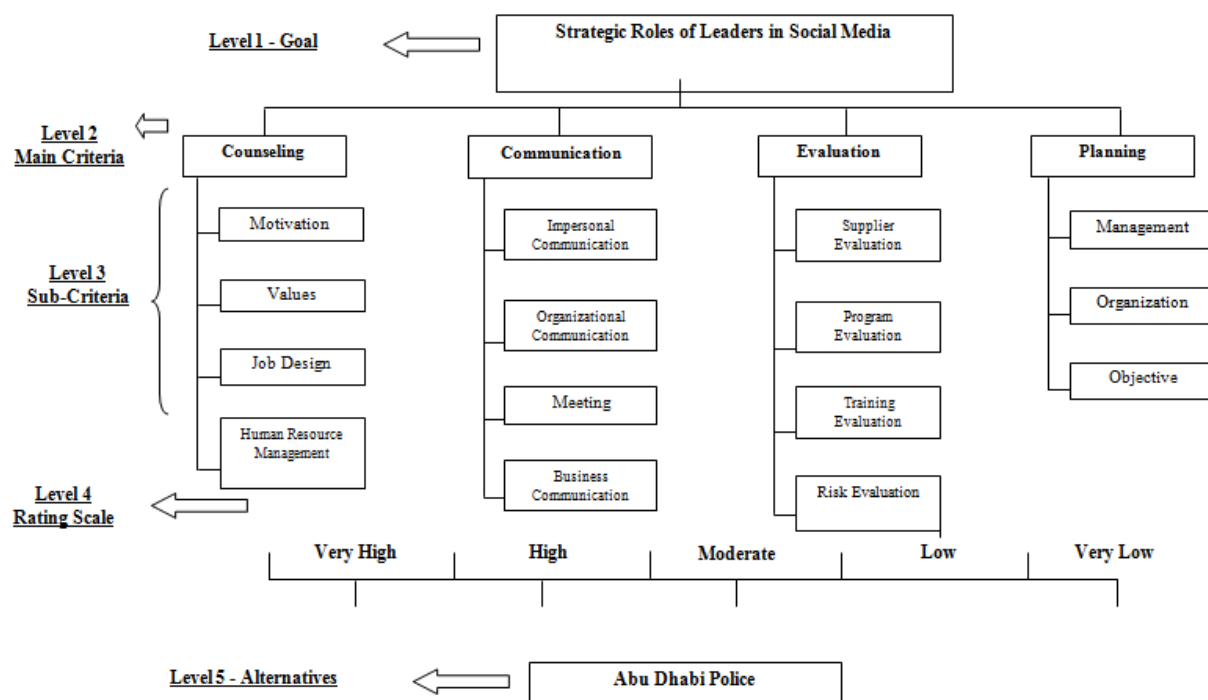 Strategic Roles of Leaders in Social Media
Level 1 - Goal
Level 2
Main Criteria
Counseling
Communication
Evaluation
Planning
Level 3
Sub-Criteria
Motivation
Values
Job Design
Human Resource
Management
Impersonal
Communication
Organizational
Communication
Meeting
Business
Communication
Supplier
Evaluation
Program
Evaluation
Training
Evaluation
Risk Evaluation
Management
Organization
Objective
Level 4
Rating Scale
Very High
High
Moderate
Low
Very Low
Level 5 - Alternatives
Abu Dhabi Police